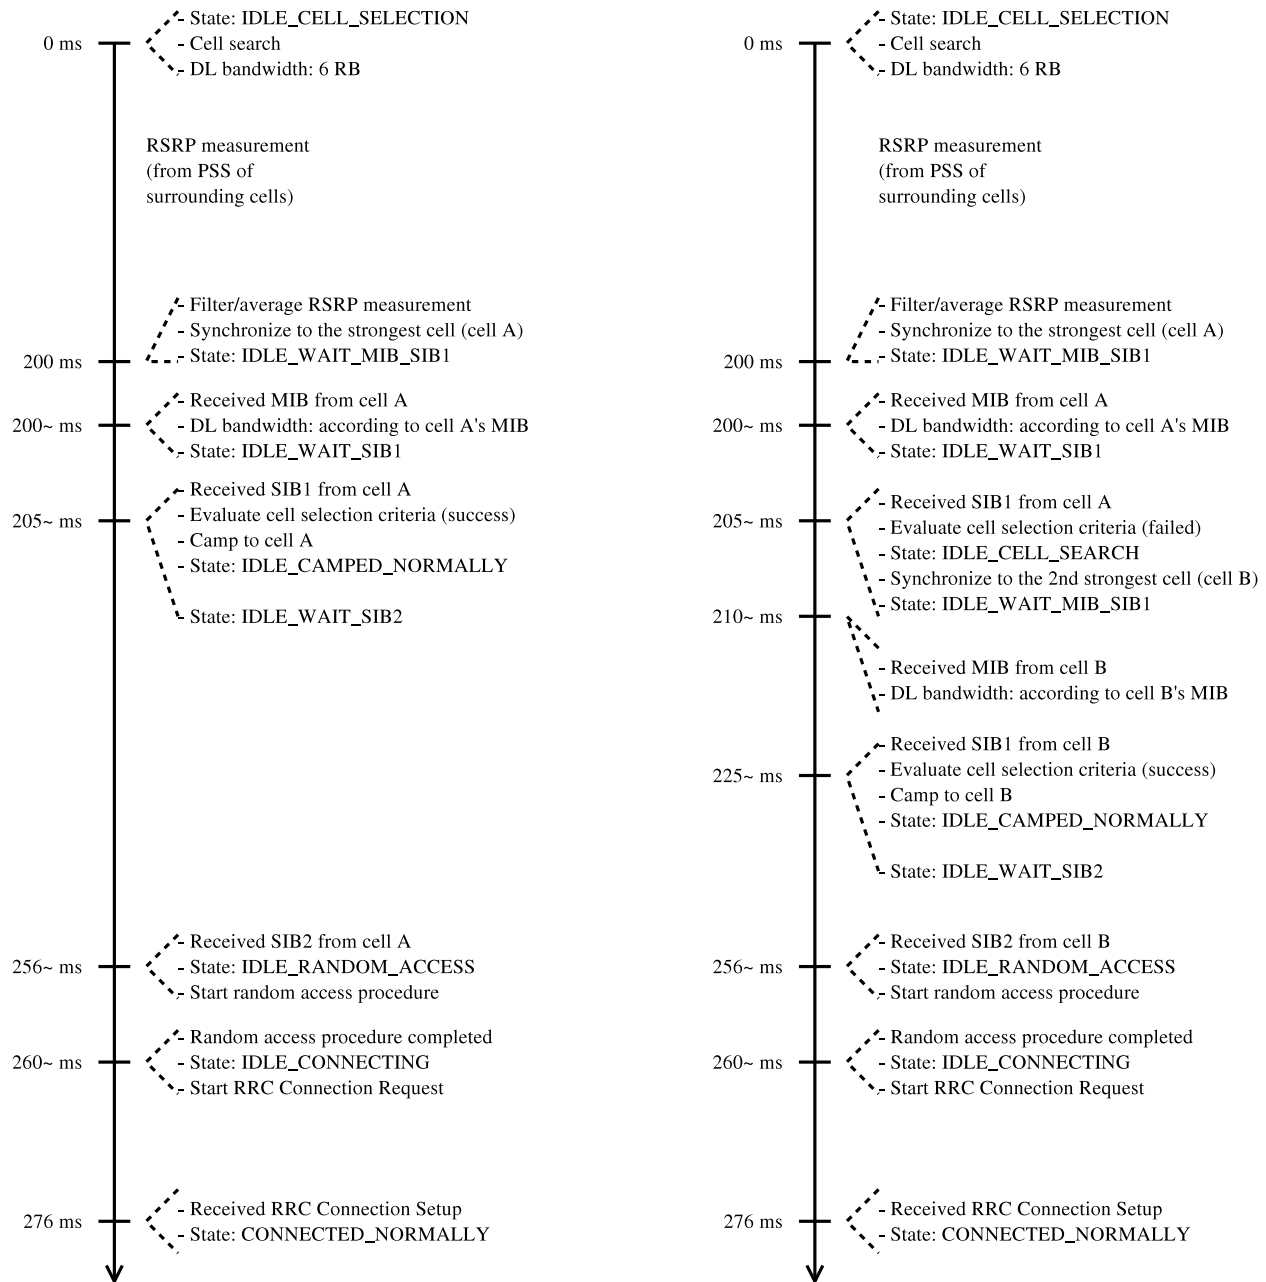 - State: IDLE_CELL_SELECTION
0 ms
- Cell search
- DL bandwidth: 6 RB
RSRP measurement
(from PSS of
surrounding cells)
- Filter/average RSRP measurement
- Synchronize to the strongest cell (cell A)
200 ms
- State: IDLE_WAIT_MIB_SIB1
- Received MIB from cell A
200~ ms
- DL bandwidth: according to cell A's MIB
- State: IDLE_WAIT_SIB1
- Received SIB1 from cell A
205~ ms
- Evaluate cell selection criteria (success)
- Camp to cell A
- State: IDLE_CAMPED_NORMALLY
- State: IDLE_WAIT_SIB2
- Received SIB2 from cell A
256~ ms
- State: IDLE_RANDOM_ACCESS
- Start random access procedure
- Random access procedure completed
260~ ms
- State: IDLE_CONNECTING
- Start RRC Connection Request
- Received RRC Connection Setup
276 ms
- State: CONNECTED_NORMALLY
- State: IDLE_CELL_SELECTION
0 ms
- Cell search
- DL bandwidth: 6 RB
RSRP measurement
(from PSS of
surrounding cells)
- Filter/average RSRP measurement
- Synchronize to the strongest cell (cell A)
200 ms
- State: IDLE_WAIT_MIB_SIB1
- Received MIB from cell A
200~ ms
- DL bandwidth: according to cell A's MIB
- State: IDLE_WAIT_SIB1
- Received SIB1 from cell A
205~ ms
- Evaluate cell selection criteria (failed)
- State: IDLE_CELL_SEARCH
- Synchronize to the 2nd strongest cell (cell B)
- State: IDLE_WAIT_MIB_SIB1
210~ ms
- Received MIB from cell B
- DL bandwidth: according to cell B's MIB
- Received SIB1 from cell B
225~ ms
- Evaluate cell selection criteria (success)
- Camp to cell B
- State: IDLE_CAMPED_NORMALLY
- State: IDLE_WAIT_SIB2
- Received SIB2 from cell B
256~ ms
- State: IDLE_RANDOM_ACCESS
- Start random access procedure
- Random access procedure completed
260~ ms
- State: IDLE_CONNECTING
- Start RRC Connection Request
- Received RRC Connection Setup
276 ms
- State: CONNECTED_NORMALLY